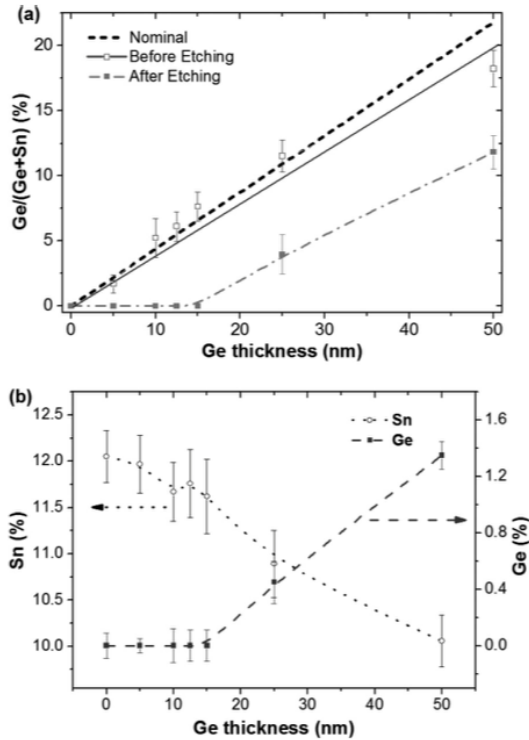 (a)
Nominal
Before Etching
After Etching
Ge/(Ge+Sn) (%)
20
15
10
5
0
0 10 20 30 40 50
Ge thickness (nm)
(b)
Sn
Ge
Sn (%)
12.5
12.0
11.5
11.0
10.5
10.0
Ge (%)
1.6
1.2
0.8
0.4
0.0
0 10 20 30 40 50
Ge thickness (nm)